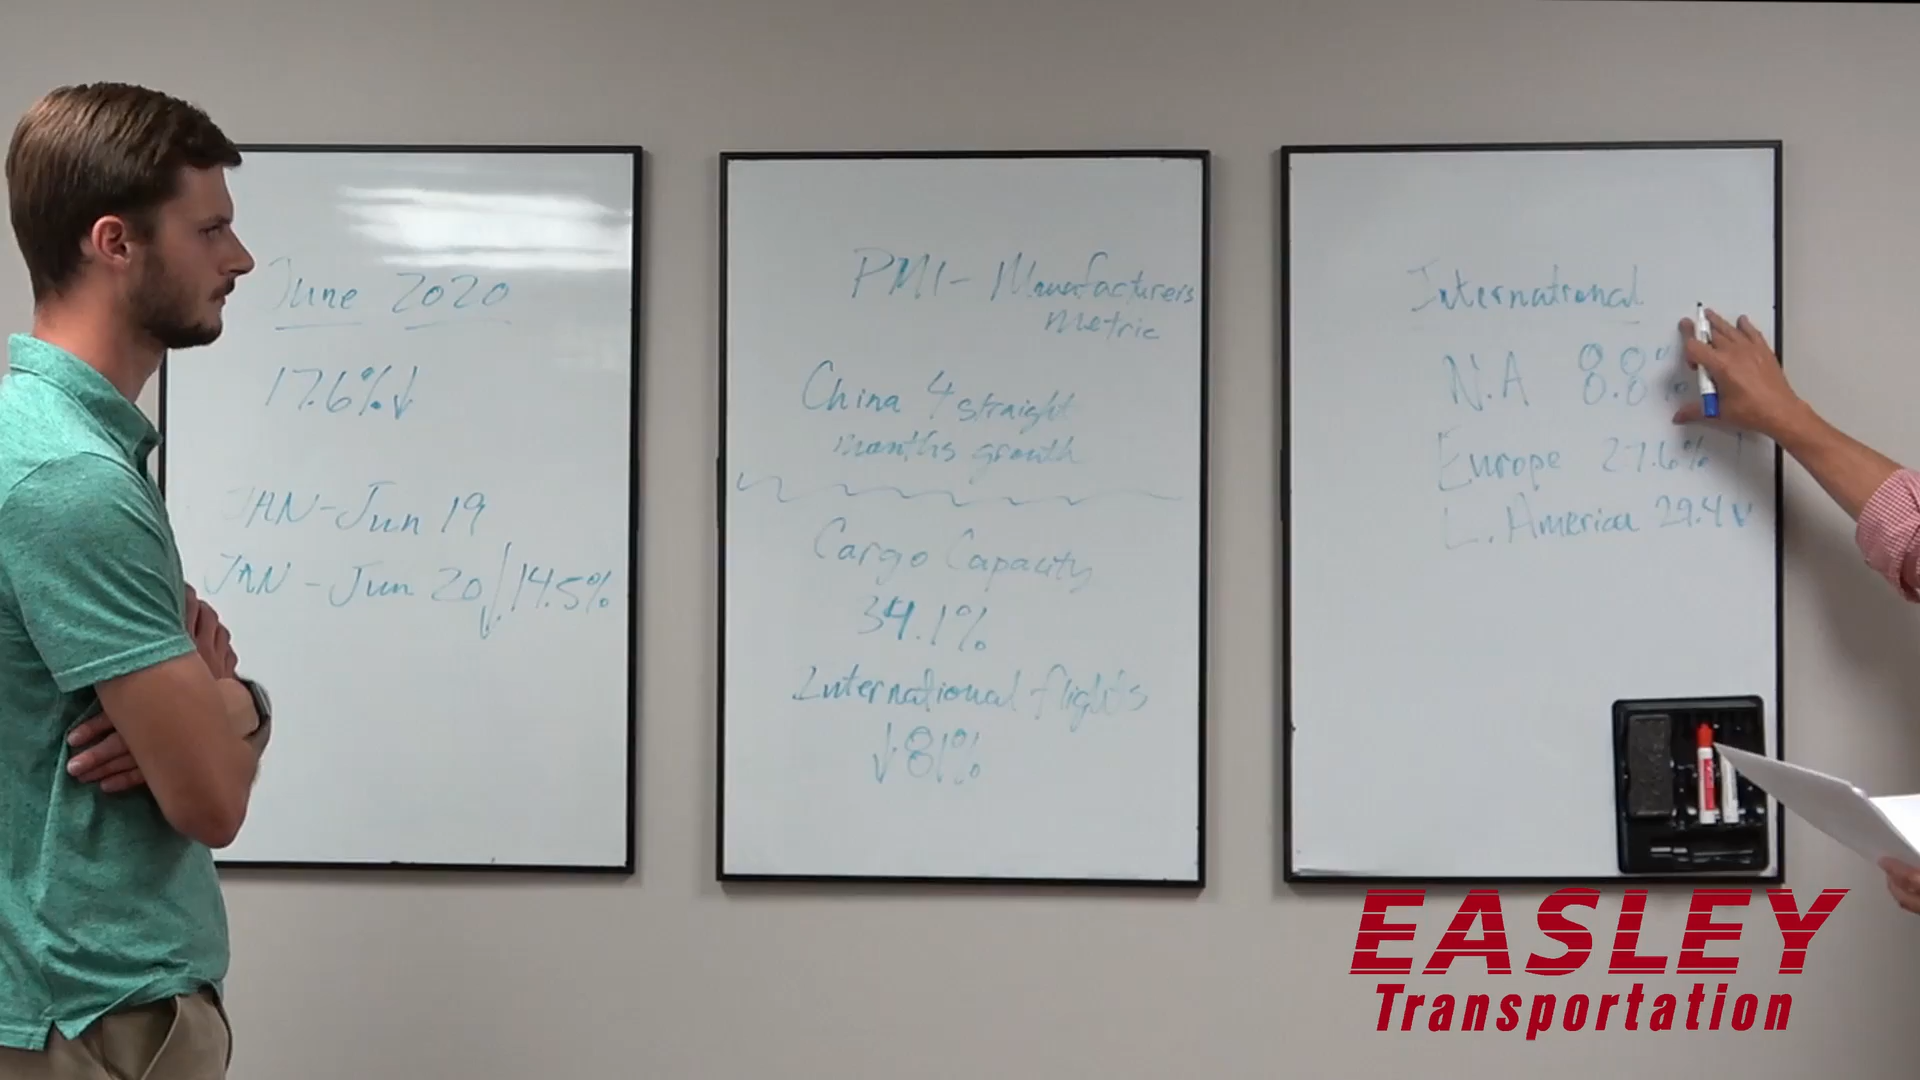 June 2020
17.6%↓
JAN-Jun 19
JAN-Jun 20↓14.5%
PMI- Manufacturers
Metric
China 4 straight
months growth
Cargo Capacity
34.1%
International flights
↓81%
International
N.A 8.8%
Europe 27.6%
L. America 29.4↓
EASLEY
Transportation